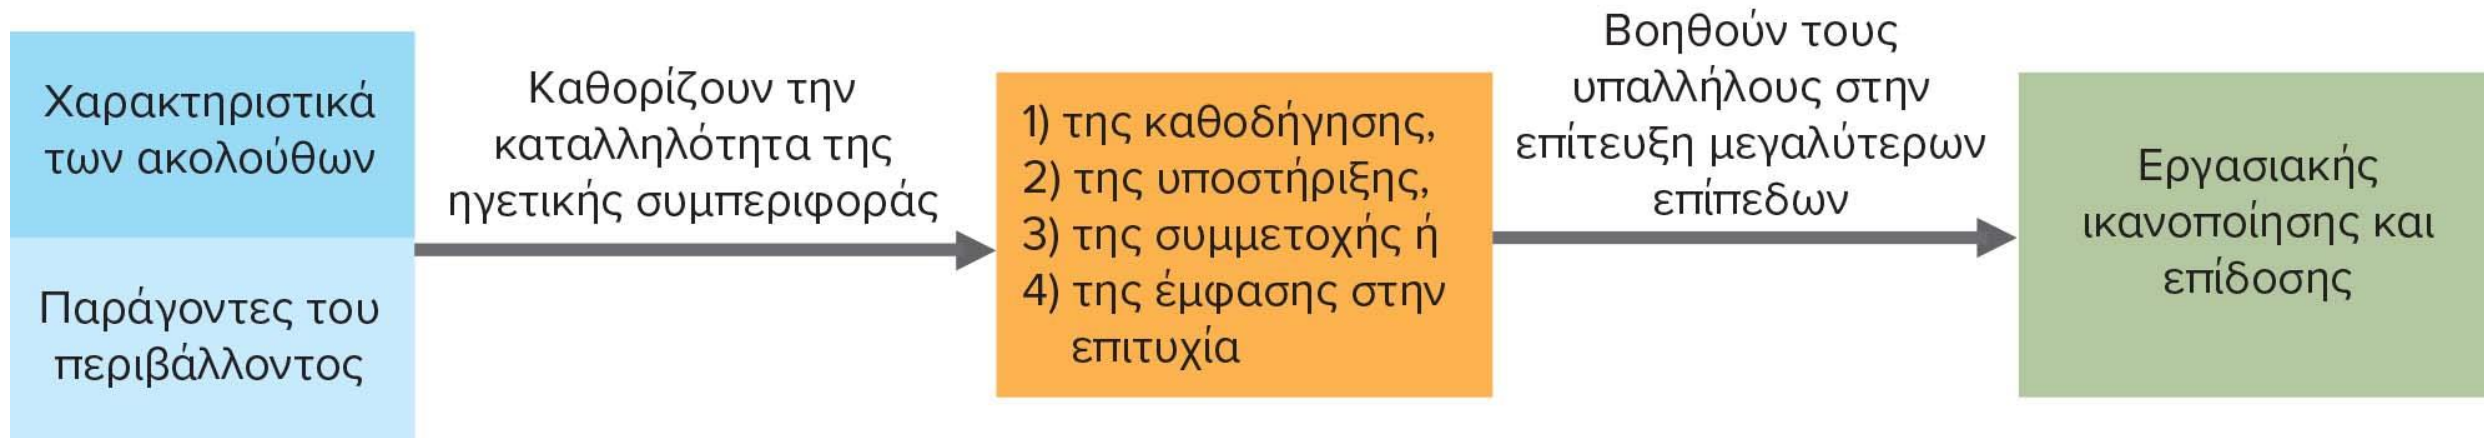 Χαρακτηριστικά
των ακολούθων
Παράγοντες του
περιβάλλοντος
Καθορίζουν την
καταλληλότητα της
ηγετικής συμπεριφοράς
1) της καθοδήγησης,
2) της υποστήριξης,
3) της συμμετοχής ή
4) της έμφασης στην
επιτυχία
Βοηθούν τους
υπαλλήλους στην
επίτευξη μεγαλύτερων
επίπεδων
Εργασιακής
ικανοποίησης και
επίδοσης